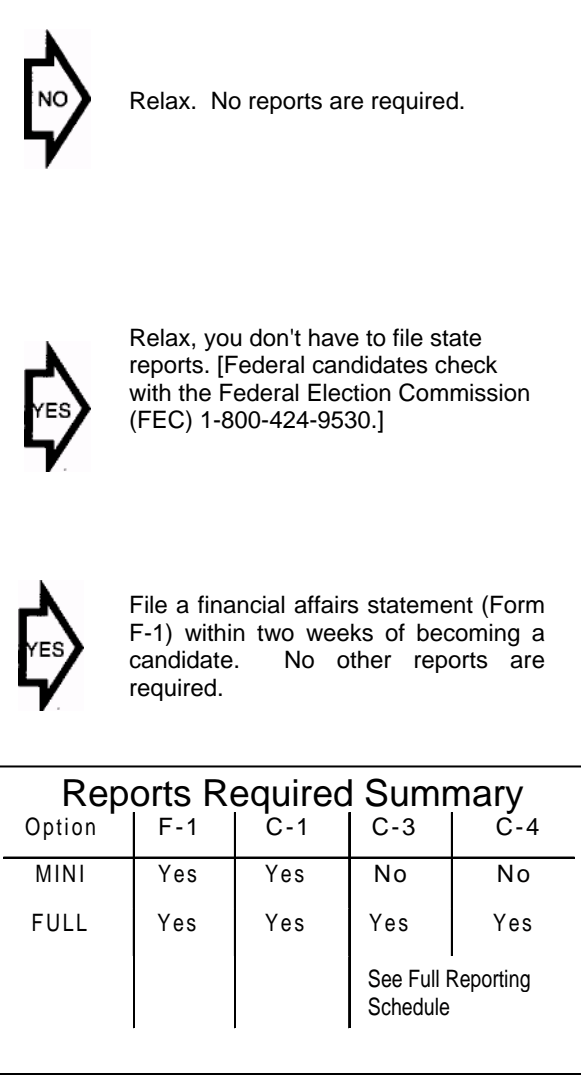 NO
Relax. No reports are required.
YES
Relax, you don't have to file state
reports. [Federal candidates check
with the Federal Election Commission
(FEC) 1-800-424-9530.]
YES
File a financial affairs statement (Form
F-1) within two weeks of becoming a
candidate. No other reports are
required.
Reports Required Summary
Option F-1 C-1 C-3 C-4
MINI Yes Yes No No
FULL Yes Yes Yes Yes
See Full Reporting
Schedule